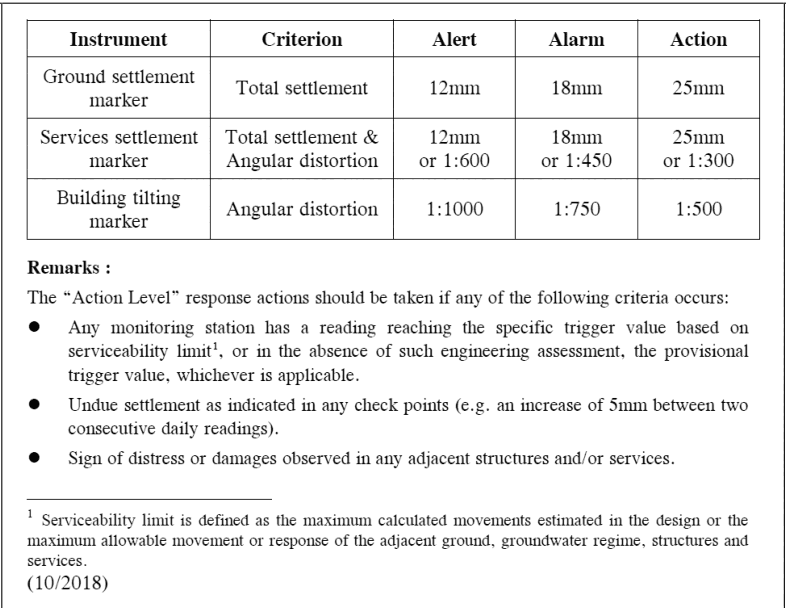 Instrument Criterion Alert Alarm Action
Ground settlement marker Total settlement 12mm 18mm 25mm
Services settlement marker Total settlement & Angular distortion 12mm or 1:600 18mm or 1:450 25mm or 1:300
Building tilting marker Angular distortion 1:1000 1:750 1:500
Remarks :
The “Action Level” response actions should be taken if any of the following criteria occurs:
● Any monitoring station has a reading reaching the specific trigger value based on
serviceability limit¹, or in the absence of such engineering assessment, the provisional
trigger value, whichever is applicable.
● Undue settlement as indicated in any check points (e.g. an increase of 5mm between two
consecutive daily readings).
● Sign of distress or damages observed in any adjacent structures and/or services.
¹ Serviceability limit is defined as the maximum calculated movements estimated in the design or the
maximum allowable movement or response of the adjacent ground, groundwater regime, structures and
services.
(10/2018)